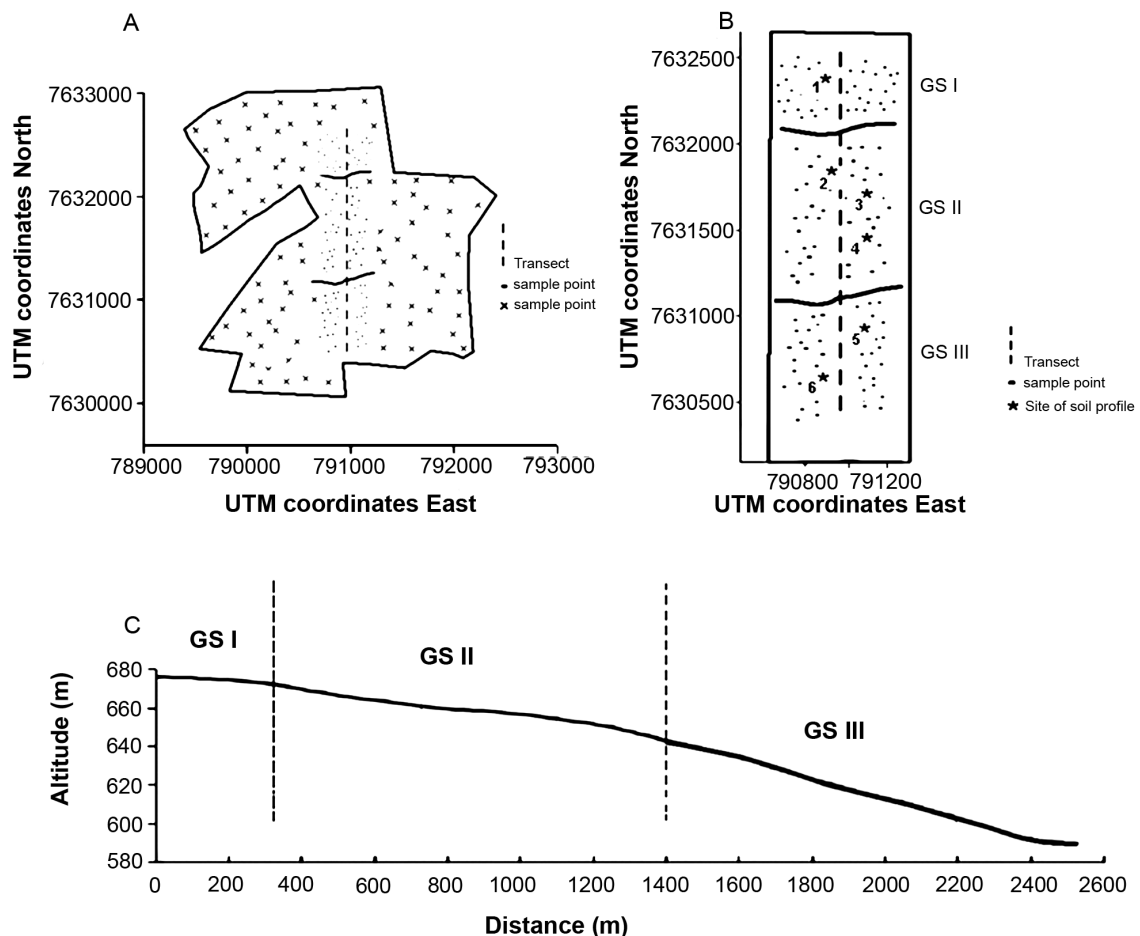 A
7633000
7632000
7631000
7630000
UTM coordinates North
789000 790000 791000 792000 793000
UTM coordinates East
Transect
sample point
sample point
B
7632500
7632000
7631500
7631000
7630500
UTM coordinates North
1
2
3
4
5
6
GS I
GS II
GS III
790800 791200
UTM coordinates East
Transect
sample point
Site of soil profile
C
GS I
GS II
GS III
680
660
640
620
600
580
Altitude (m)
0 200 400 600 800 1000 1200 1400 1600 1800 2000 2200 2400 2600
Distance (m)